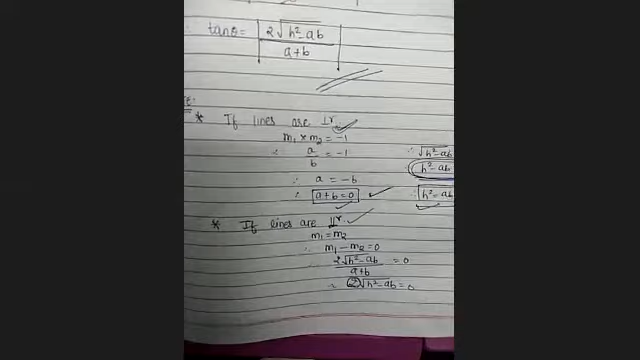 tanθ = | 2√h²-ab / a+b |
* If lines are ⊥r
m₁ × m₂ = -1
∴ a/b = -1
∴ a = -b
∴ a+b=0
* If lines are ∥r
m₁ = m₂
∴ m₁ - m₂ = 0
2√h²-ab / a+b = 0
∴ 2√h²-ab = 0
∴ √h²-ab
h²-ab
∴ h²-ab